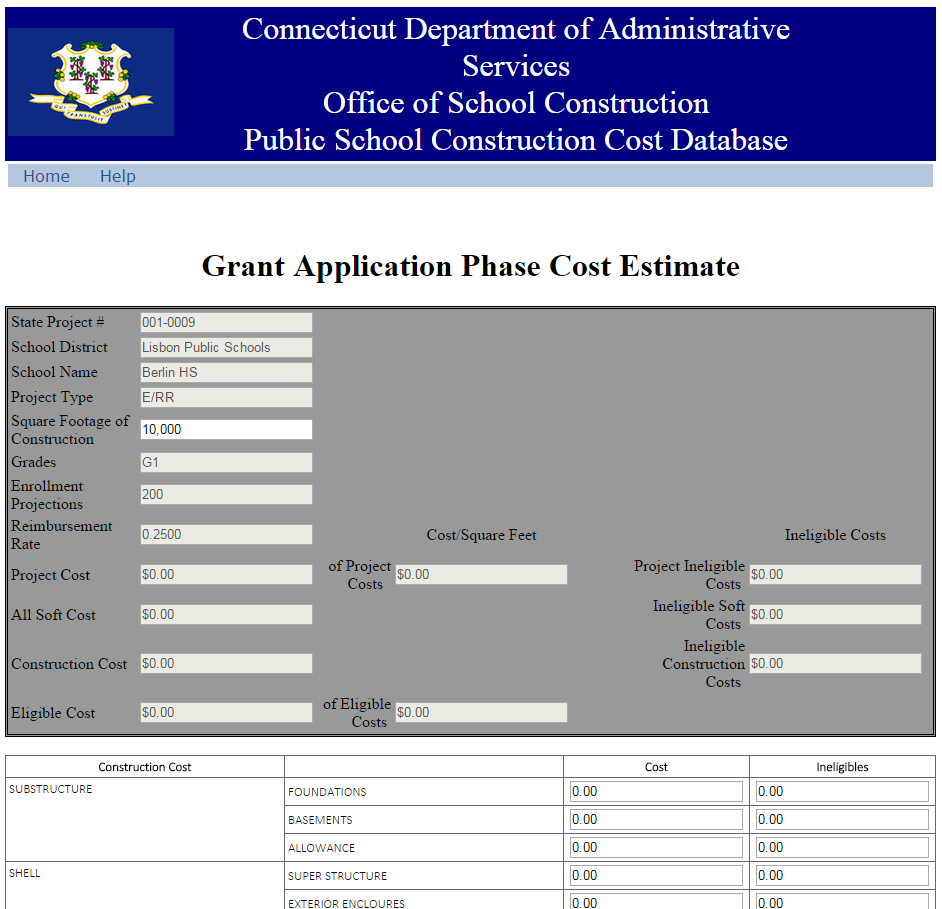 Connecticut Department of Administrative
Services
Office of School Construction
Public School Construction Cost Database
QUI TRANSTULIT SUSTINET
Home Help
Grant Application Phase Cost Estimate
State Project # 001-0009
School District Lisbon Public Schools
School Name Berlin HS
Project Type E/RR
Square Footage of
Construction 10,000
Grades G1
Enrollment
Projections 200
Reimbursement
Rate 0.2500 Cost/Square Feet Ineligible Costs
Project Cost $0.00 of Project
Costs $0.00 Project Ineligible
Costs $0.00
All Soft Cost $0.00 Ineligible Soft
Costs $0.00
Construction Cost $0.00 Ineligible
Construction
Costs $0.00
Eligible Cost $0.00 of Eligible
Costs $0.00
Construction Cost Cost Ineligibles
SUBSTRUCTURE FOUNDATIONS 0.00 0.00
BASEMENTS 0.00 0.00
ALLOWANCE 0.00 0.00
SHELL SUPER STRUCTURE 0.00 0.00
EXTERIOR ENCLOURES 0.00 0.00